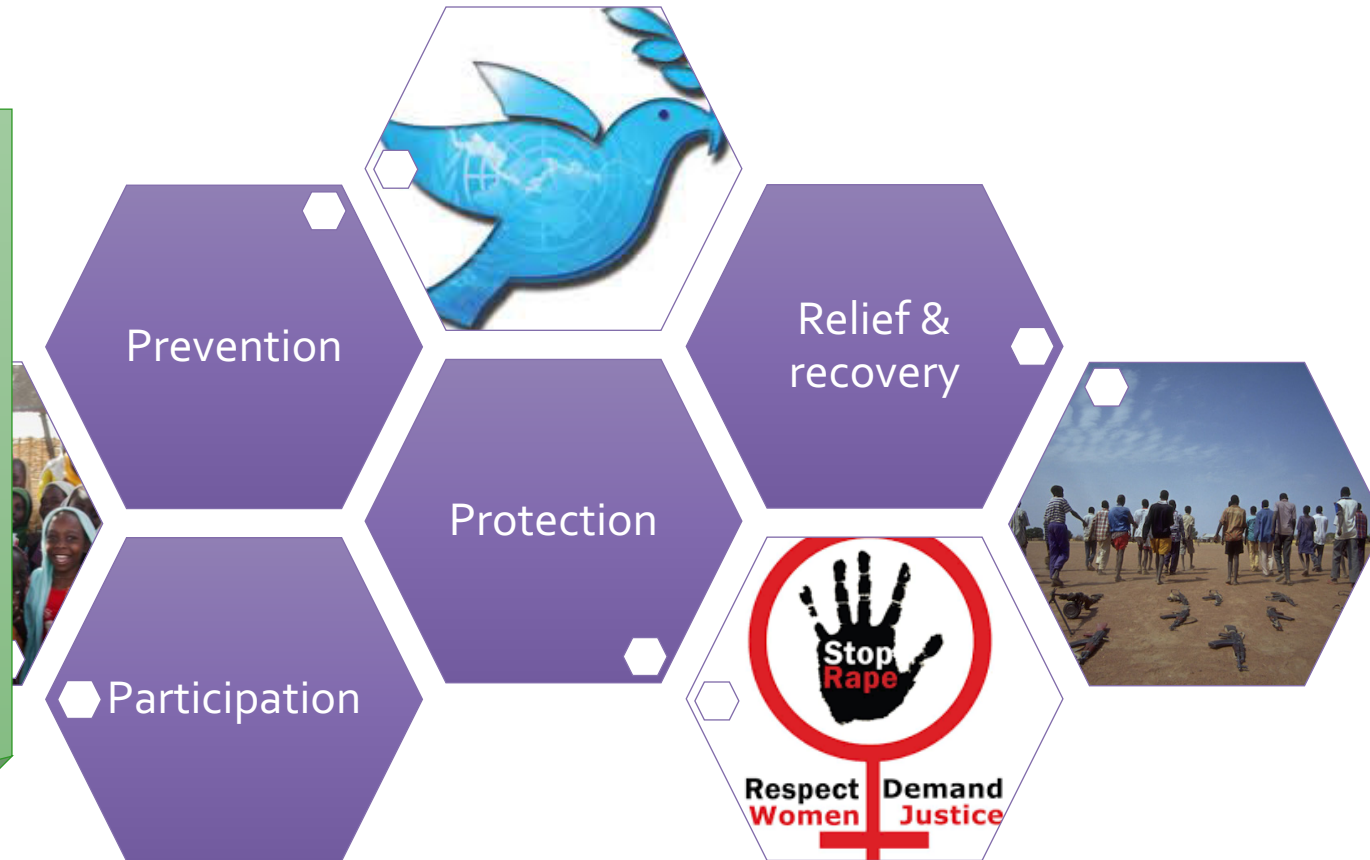 Prevention
Relief &
recovery
Protection
Participation
Stop
Rape
Respect Demand
Women Justice